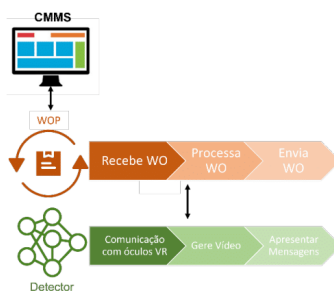 CMMS
WOP
Recebe WO
Processa
WO
Envia
WO
Comunicação
com óculos VR
Gere Vídeo
Apresentar
Mensagens
Detector